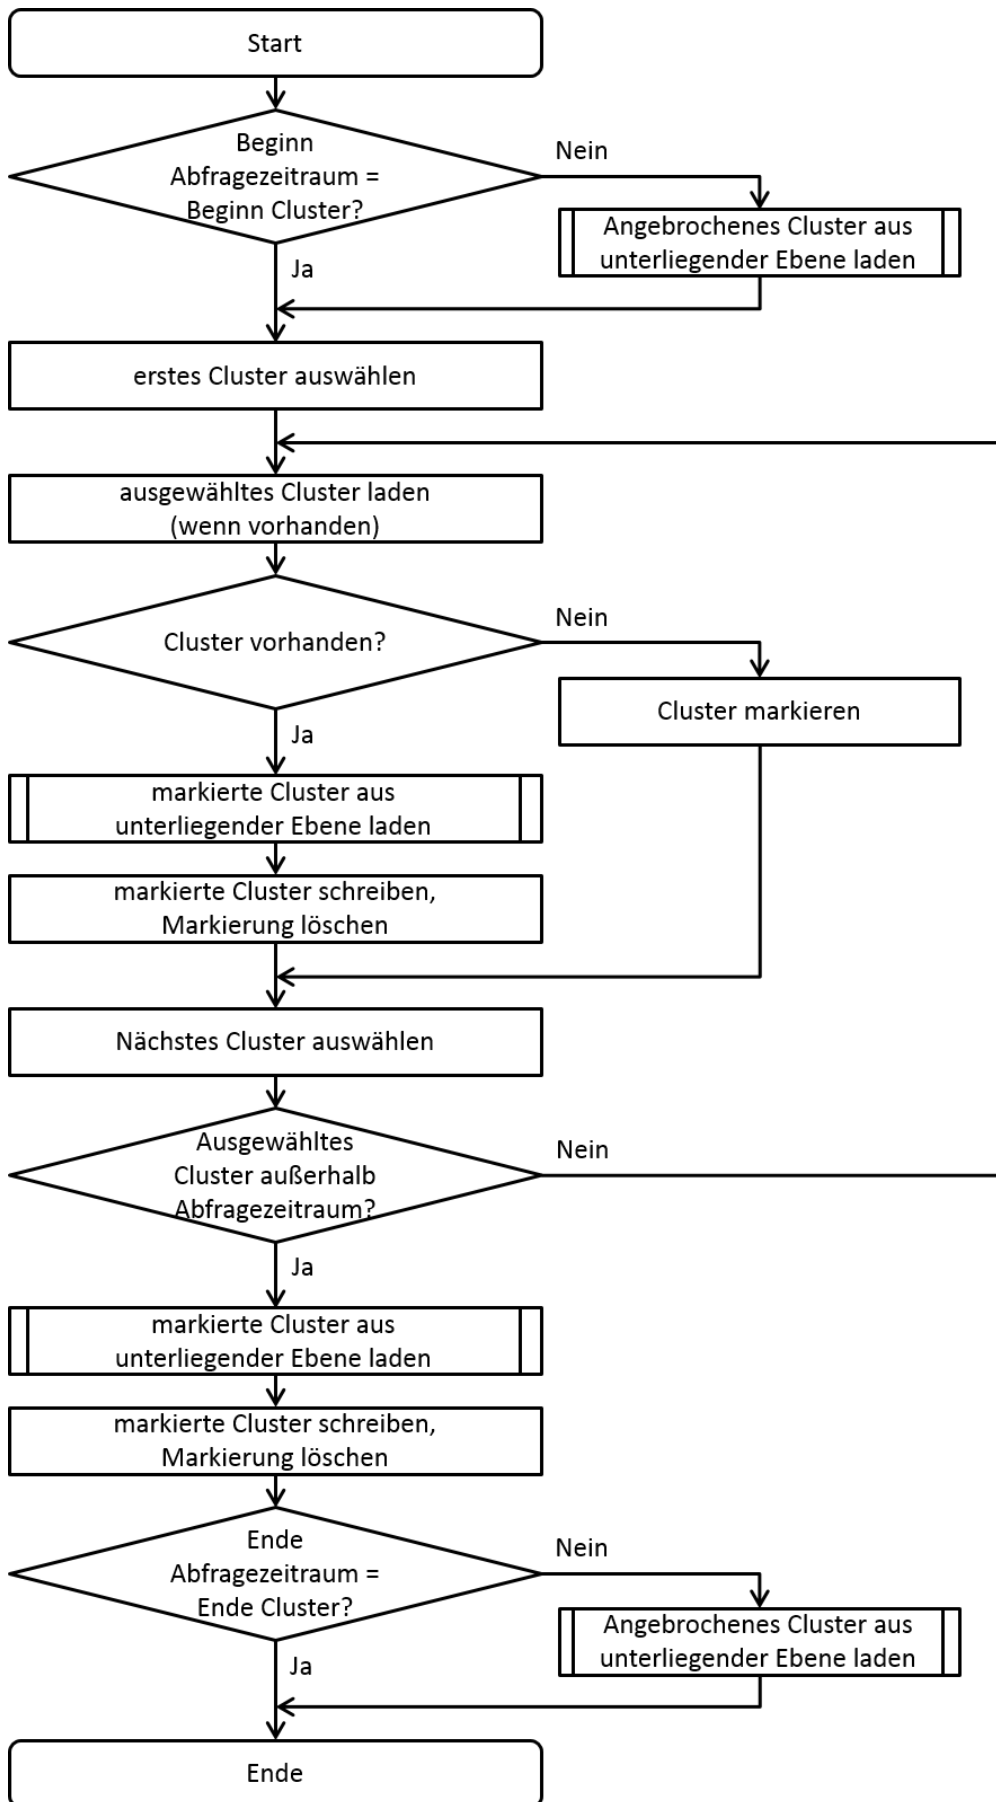 Start
Beginn
Abfragezeitraum =
Beginn Cluster?
Nein
Angebrochenes Cluster aus
unterliegender Ebene laden
Ja
erstes Cluster auswählen
ausgewähltes Cluster laden
(wenn vorhanden)
Cluster vorhanden?
Nein
Cluster markieren
Ja
markierte Cluster aus
unterliegender Ebene laden
markierte Cluster schreiben,
Markierung löschen
Nächstes Cluster auswählen
Ausgewähltes
Cluster außerhalb
Abfragezeitraum?
Nein
Ja
markierte Cluster aus
unterliegender Ebene laden
markierte Cluster schreiben,
Markierung löschen
Ende
Abfragezeitraum =
Ende Cluster?
Nein
Angebrochenes Cluster aus
unterliegender Ebene laden
Ja
Ende